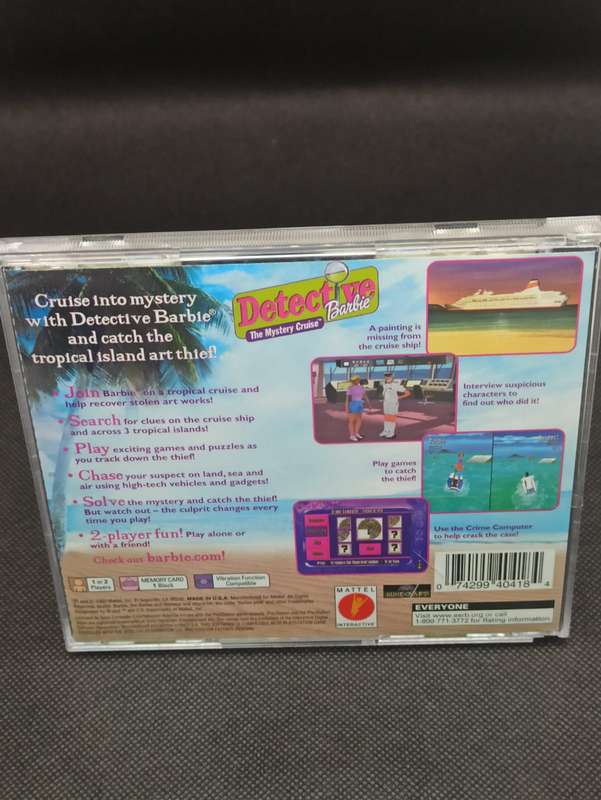 Cruise into mystery
with Detective Barbie®
and catch the
tropical island art thief!
Detective
Barbie™
The Mystery Cruise™
A painting is
missing from
the cruise ship!
• Join Barbie® on a tropical cruise and
help recover stolen art works!
• Search for clues on the cruise ship
and across 3 tropical islands!
• Play exciting games and puzzles as
you track down the thief!
• Chase your suspect on land, sea and
air using high-tech vehicles and gadgets!
• Solve the mystery and catch the thief!
But watch out – the culprit changes every
time you play!
• 2-player fun! Play alone or
with a friend!
Check out barbie.com!
Interview suspicious
characters to
find out who did it!
Play games
to catch
the thief!
Use the Crime Computer
to help crack the case!
1 or 2
Players
MEMORY CARD
1 Block
Vibration Function
Compatible
MADE IN U.S.A.
MATTEL
INTERACTIVE
0 74299 40418 4
EVERYONE
Visit www.esrb.org or call
1-800-771-3772 for Rating Information.